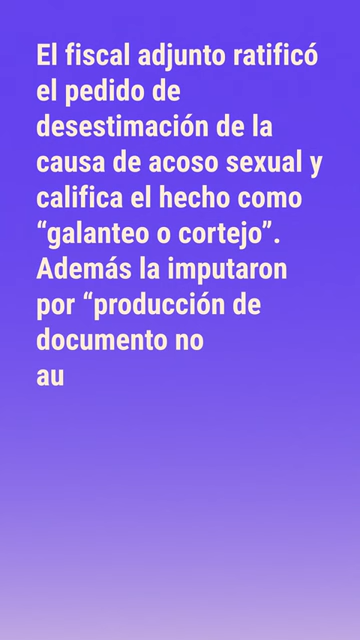 El fiscal adjunto ratificó
el pedido de
desestimación de la
causa de acoso sexual y
califica el hecho como
“galanteo o cortejo”.
Además la imputaron
por “producción de
documento no
au